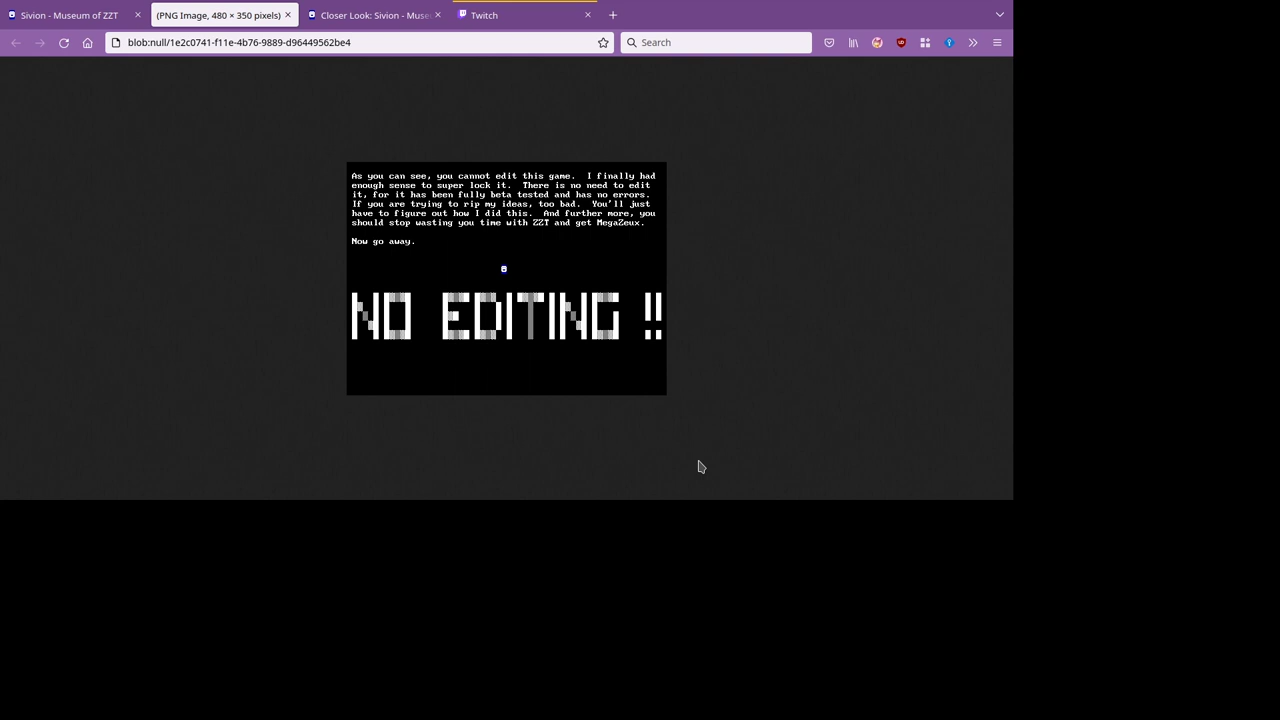 Sivion - Museum of ZZT
(PNG Image, 480 × 350 pixels)
Closer Look: Sivion - Muse
Twitch
blob:null/1e2c0741-f11e-4b76-9889-d96449562be4
Search
As you can see, you cannot edit this game.  I finally had
enough sense to super lock it.  There is no need to edit
it, for it has been fully beta tested and has no errors.
If you are trying to rip my ideas, too bad.  You'll just
have to figure out how I did this.  And further more, you
should stop wasting you time with ZZT and get MegaZeux.
Now go away.
NO EDITING !!